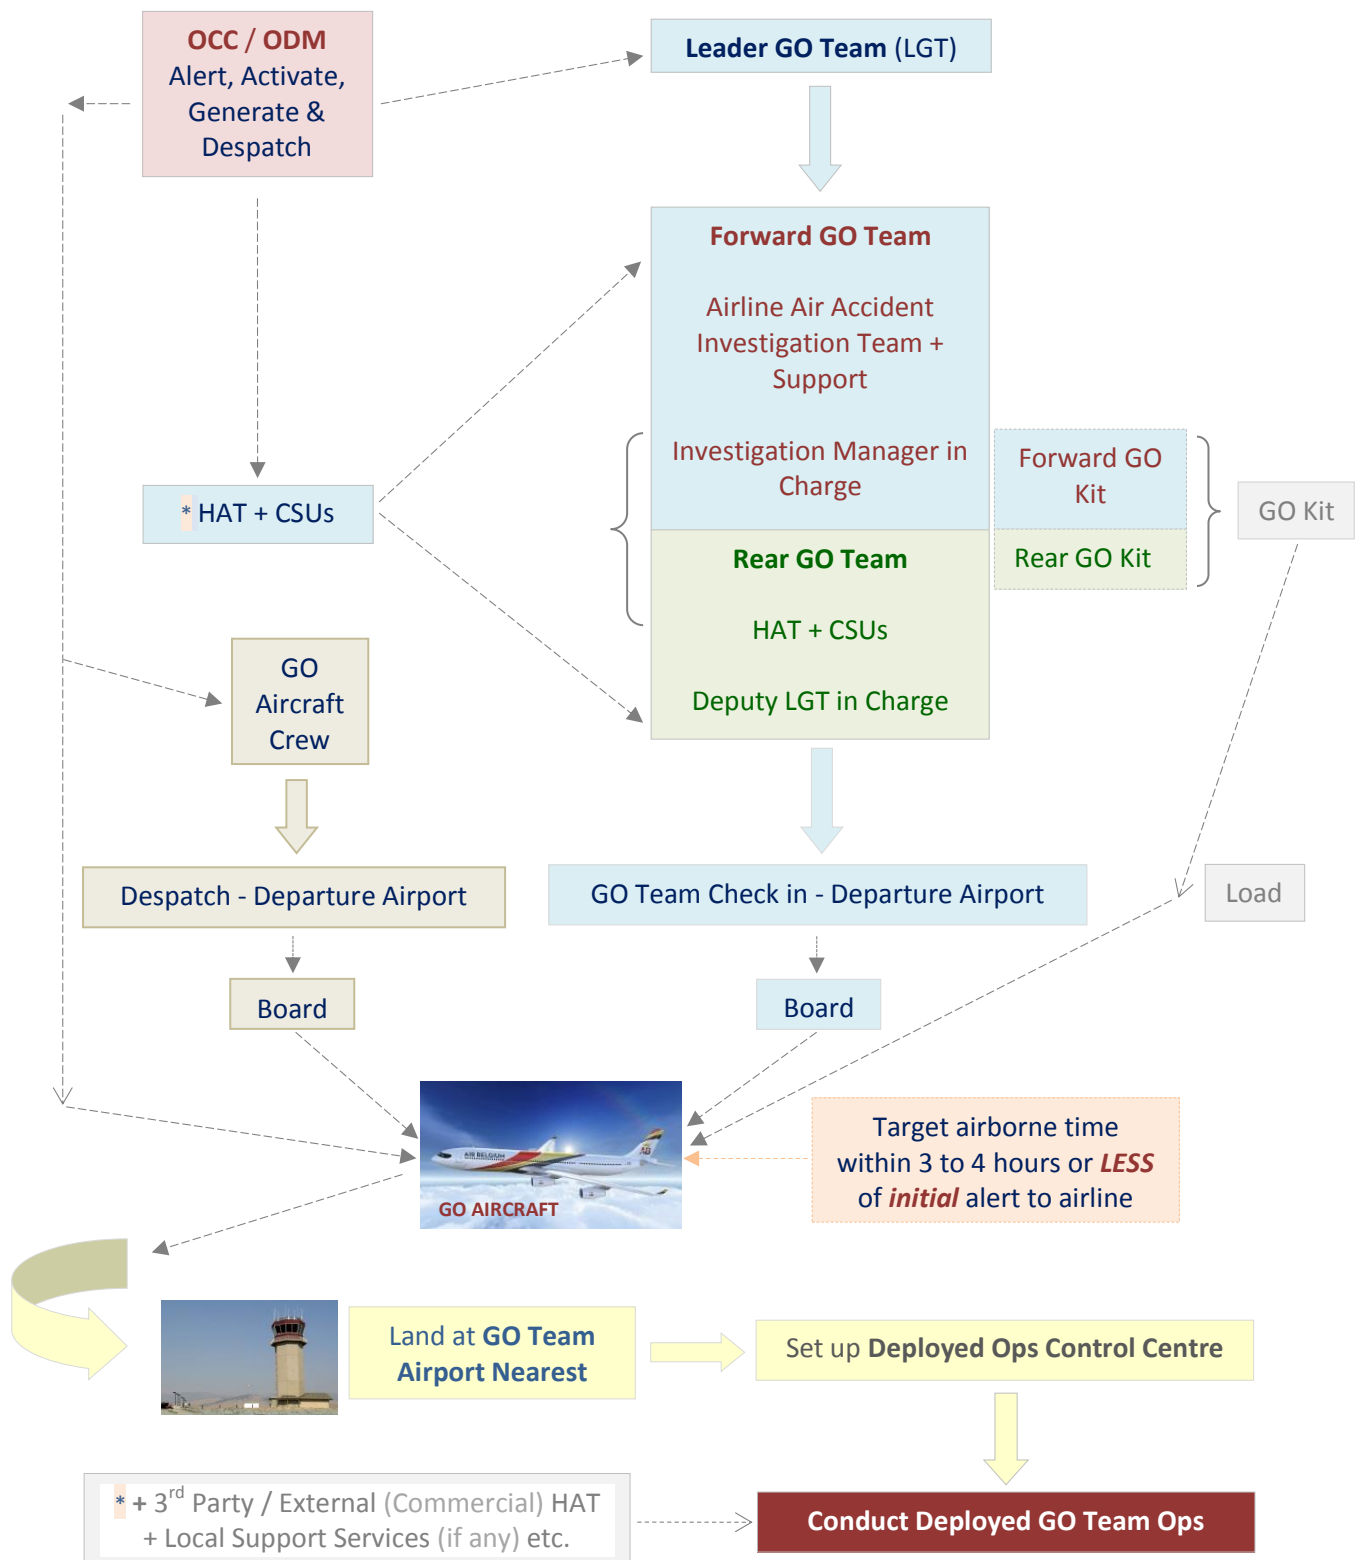 OCC / ODM
Alert, Activate,
Generate &
Despatch
Leader GO Team (LGT)
Forward GO Team
Airline Air Accident
Investigation Team +
Support
Investigation Manager in
Charge
Forward GO
Kit
GO Kit
* HAT + CSUs
Rear GO Team
Rear GO Kit
HAT + CSUs
Deputy LGT in Charge
GO
Aircraft
Crew
Despatch - Departure Airport
GO Team Check in - Departure Airport
Load
Board
Board
AIR BELGIUM
GO AIRCRAFT
Target airborne time
within 3 to 4 hours or LESS
of initial alert to airline
Land at GO Team
Airport Nearest
Set up Deployed Ops Control Centre
* + 3rd Party / External (Commercial) HAT
+ Local Support Services (if any) etc.
Conduct Deployed GO Team Ops